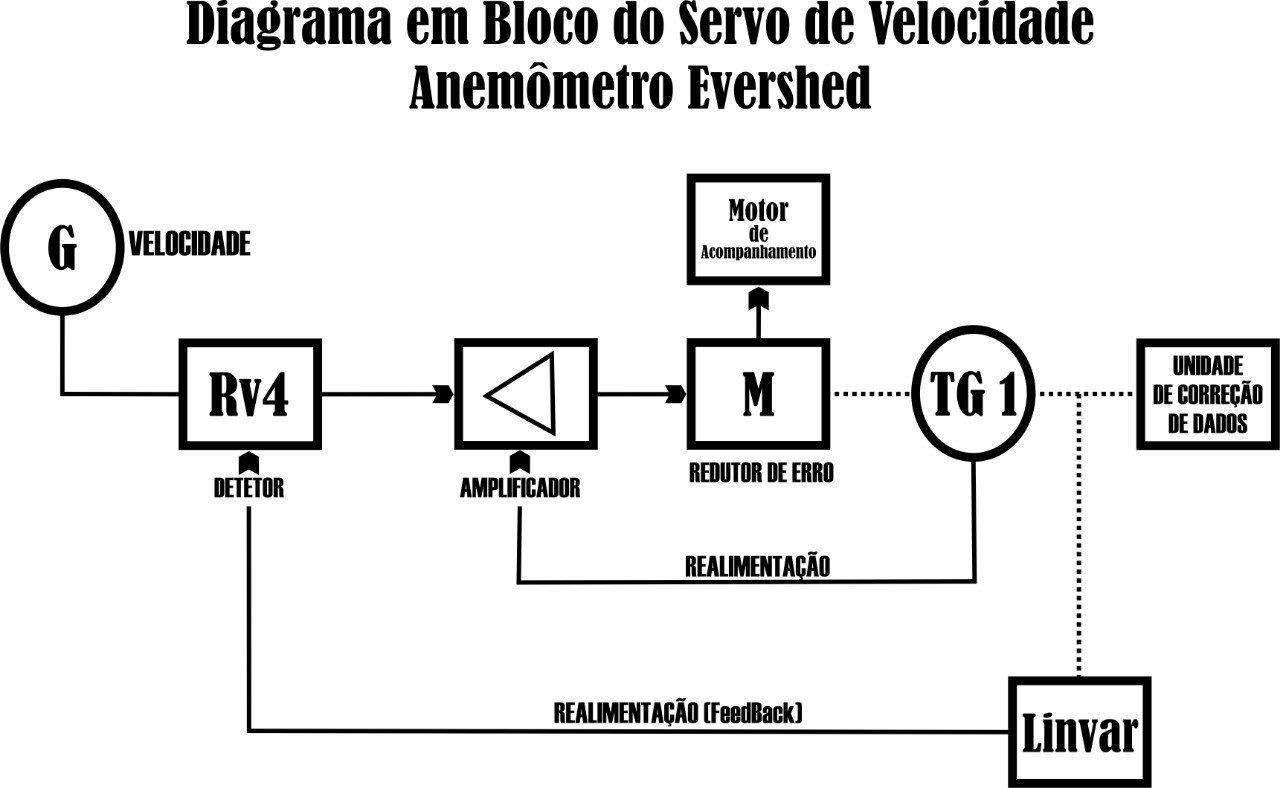 Diagrama em Bloco do Servo de Velocidade
Anemômetro Evershed
G
VELOCIDADE
Motor
de
Acompanhamento
Rv4
M
TG 1
UNIDADE
DE CORREÇÃO
DE DADOS
DETETOR
AMPLIFICADOR
REDUTOR DE ERRO
REALIMENTAÇÃO
REALIMENTAÇÃO (FeedBack)
Linvar